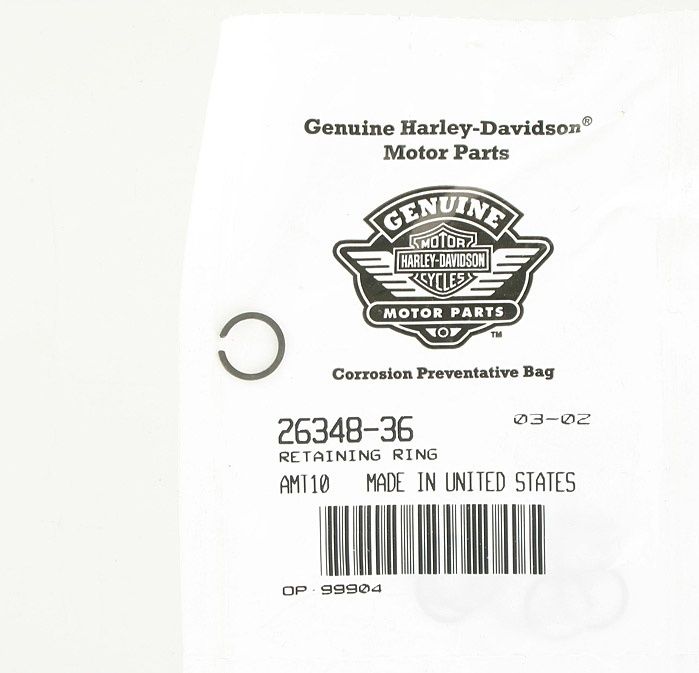 Genuine Harley-Davidson®
Motor Parts
GENUINE
MOTOR
HARLEY-DAVIDSON
CYCLES
MOTOR PARTS
TM
Corrosion Preventative Bag
26348-36
03-02
RETAINING RING
AMT10 MADE IN UNITED STATES
OP 99904